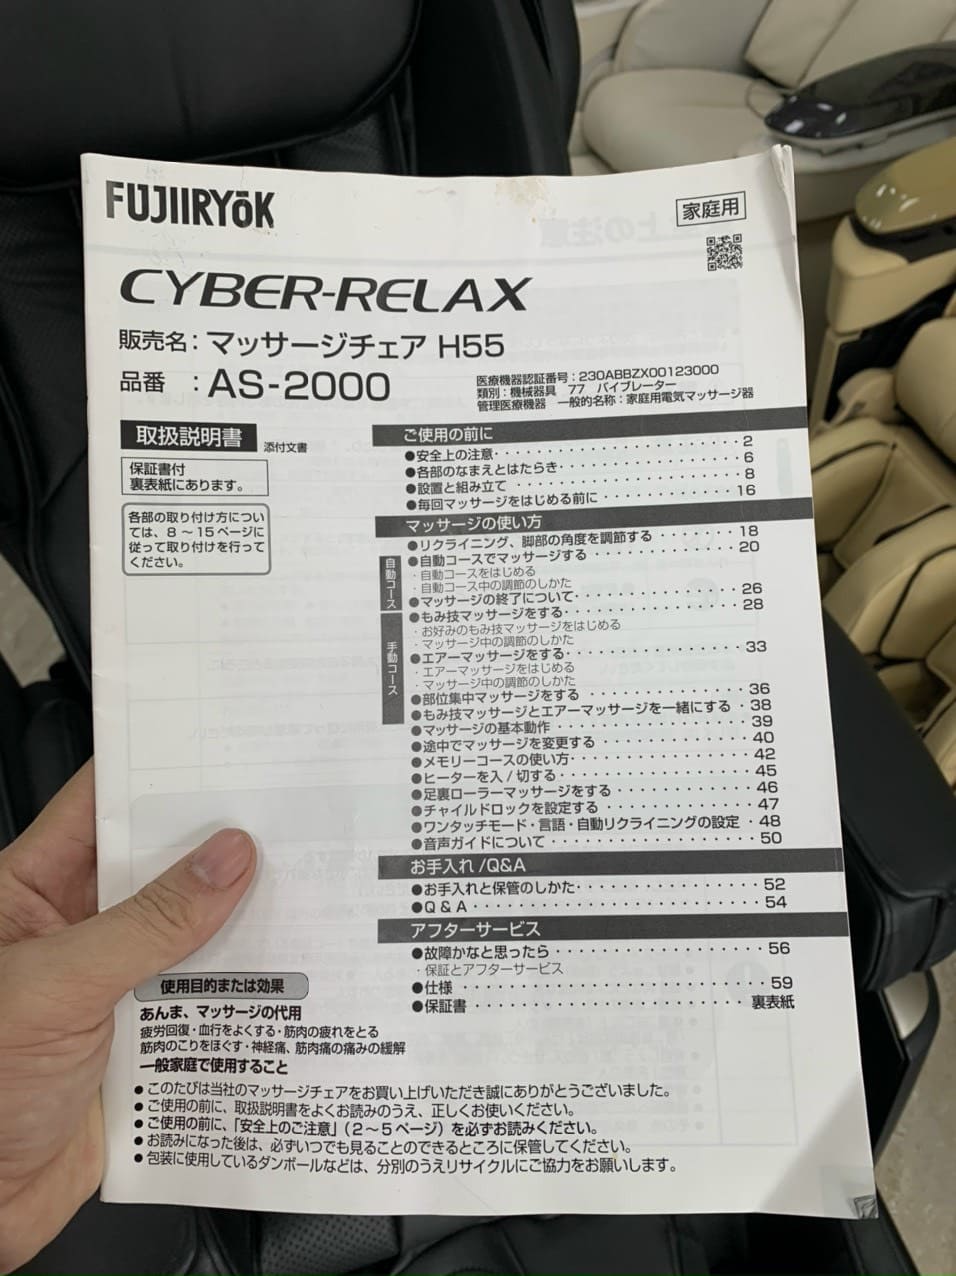 FUJIIRYŌK
家庭用
CYBER-RELAX
販売名：マッサージチェア H55
品番　：AS-2000
医療機器認証番号：230ABBZX00123000
類別：機械器具　77　バイブレーター
管理医療機器　一般的名称：家庭用電気マッサージ器
取扱説明書 添付文書
保証書付
裏表紙にあります。
各部の取り付け方につい
ては、8～15ページに
従って取り付けを行って
ください。
ご使用の前に
●安全上の注意 2
●各部のなまえとはたらき 6
●設置と組み立て 8
●毎回マッサージをはじめる前に 16
マッサージの使い方
●リクライニング、脚部の角度を調節する 18
自動コース
●自動コースでマッサージする 20
・自動コースをはじめる
・自動コース中の調節のしかた
●マッサージの終了について 26
手動コース
●もみ技マッサージをする 28
・お好みのもみ技マッサージをはじめる
・マッサージ中の調節のしかた
●エアーマッサージをする 33
・エアーマッサージをはじめる
・マッサージ中の調節のしかた
●部位集中マッサージをする 36
●もみ技マッサージとエアーマッサージを一緒にする 38
●マッサージの基本動作 39
●途中でマッサージを変更する 40
●メモリーコースの使い方 42
●ヒーターを入/切する 45
●足裏ローラーマッサージをする 46
●チャイルドロックを設定する 47
●ワンタッチモード・言語・自動リクライニングの設定 48
●音声ガイドについて 50
お手入れ/Q&A
●お手入れと保管のしかた 52
●Q & A 54
アフターサービス
●故障かなと思ったら 56
・保証とアフターサービス
●仕様 59
●保証書 裏表紙
使用目的または効果
あんま、マッサージの代用
疲労回復・血行をよくする・筋肉の疲れをとる
筋肉のこりをほぐす・神経痛、筋肉痛の痛みの緩解
一般家庭で使用すること
●このたびは当社のマッサージチェアをお買い上げいただき誠にありがとうございました。
●ご使用の前に、取扱説明書をよくお読みのうえ、正しくお使いください。
●ご使用の前に、「安全上のご注意」（2～5ページ）を必ずお読みください。
●お読みになった後は、必ずいつでも見ることのできるところに保管してください。
●包装に使用しているダンボールなどは、分別のうえリサイクルにご協力をお願いします。